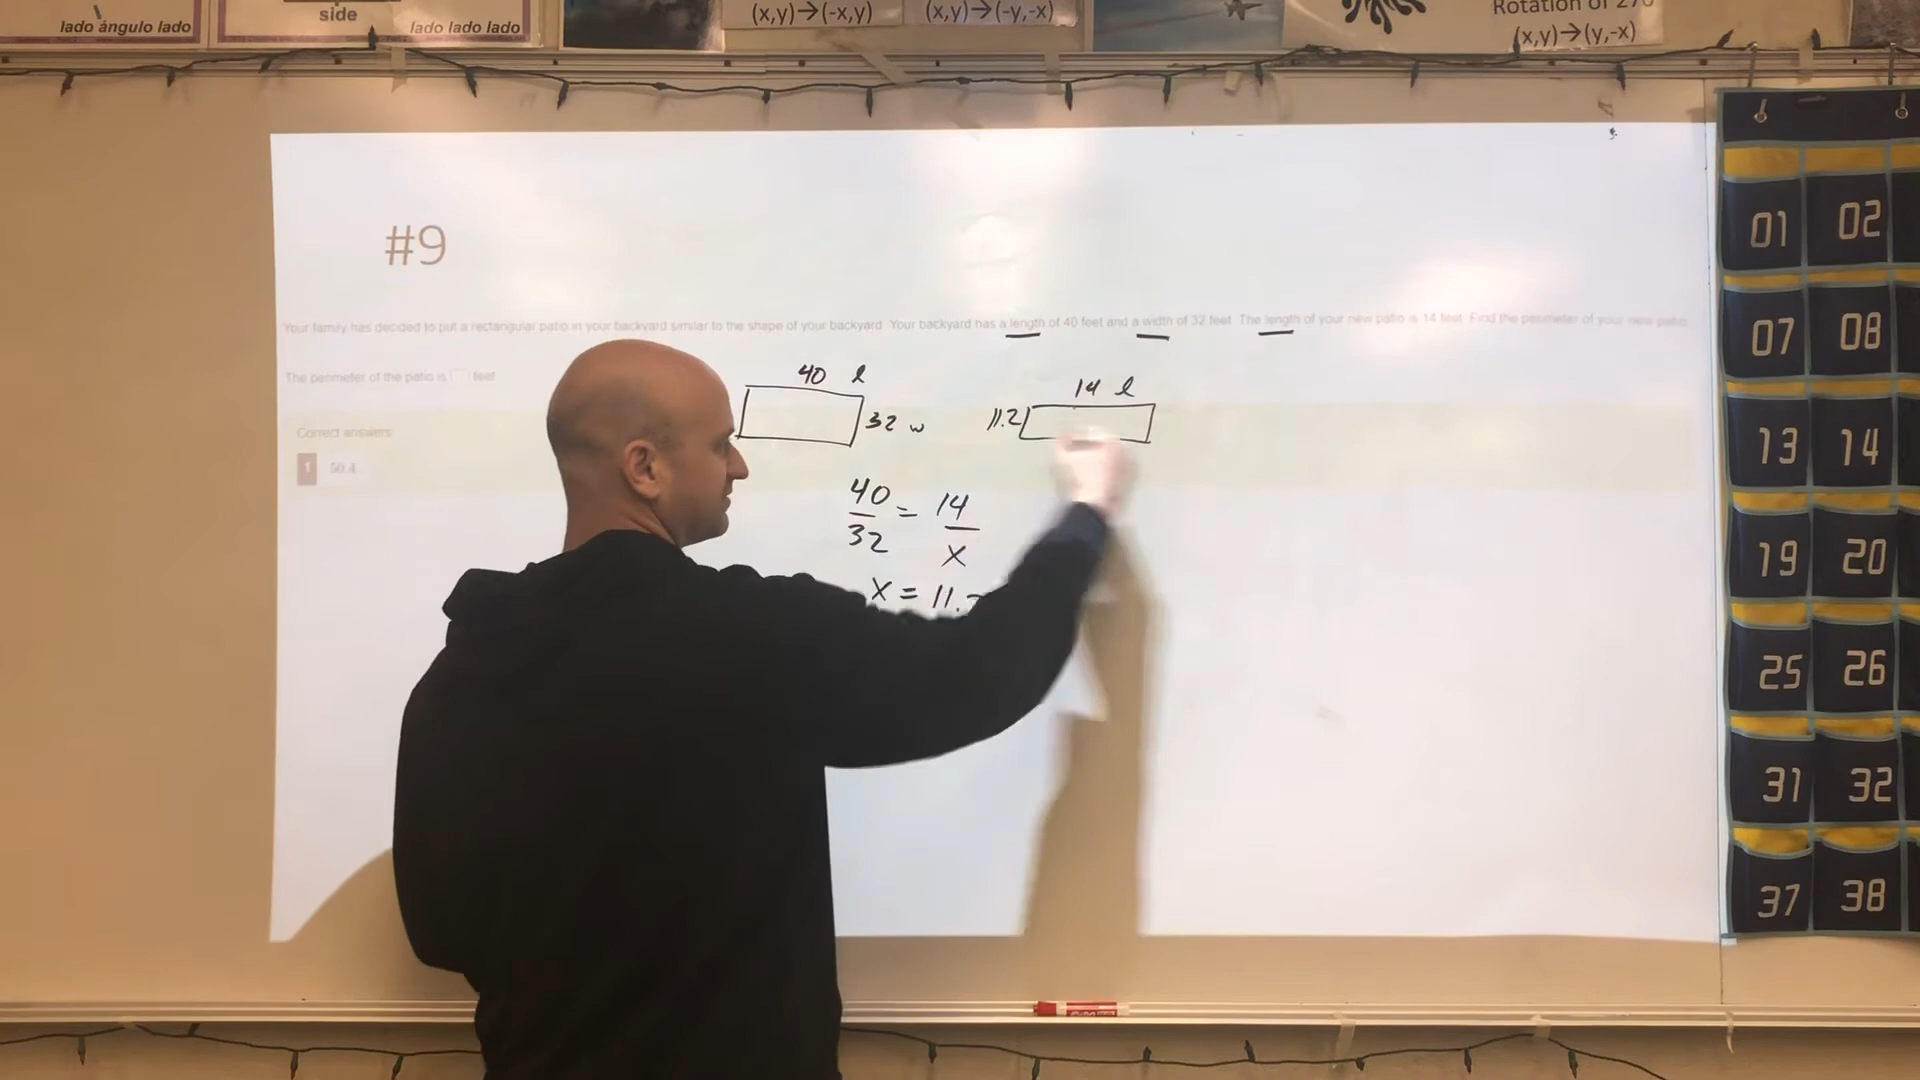 lado ángulo lado
side
lado lado lado
(x,y)→(-x,y)
(x,y)→(-y,-x)
Rotation of 270
(x,y)→(y,-x)
#9
Your family has decided to put a rectangular patio in your backyard similar to the shape of your backyard. Your backyard has a length of 40 feet and a width of 32 feet. The length of your new patio is 14 feet. Find the perimeter of your new patio.
The perimeter of the patio is feet
Correct answers:
1 50.4
40 l
32 w
14 l
11.2
40/32 = 14/x
x = 11.2
01 02
07 08
13 14
19 20
25 26
31 32
37 38